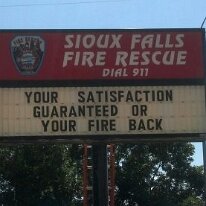 SIOUX FALLS
FIRE RESCUE
DIAL 911
YOUR SATISFACTION
GUARANTEED OR
YOUR FIRE BACK